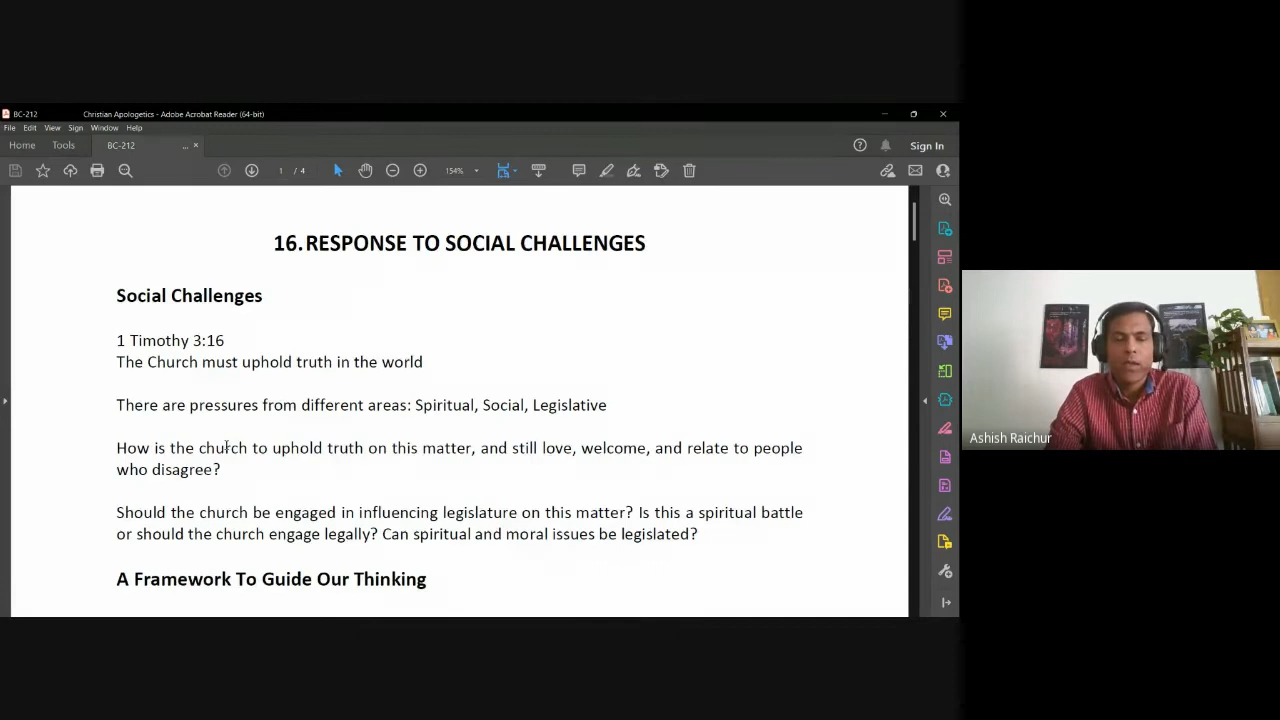 BC-212 Christian Apologetics - Adobe Acrobat Reader (64-bit)
File Edit View Sign Window Help
Home Tools BC-212 ... × Sign In
1 / 4 154%
16. RESPONSE TO SOCIAL CHALLENGES
Social Challenges
1 Timothy 3:16
The Church must uphold truth in the world
There are pressures from different areas: Spiritual, Social, Legislative
How is the church to uphold truth on this matter, and still love, welcome, and relate to people
who disagree?
Should the church be engaged in influencing legislature on this matter? Is this a spiritual battle
or should the church engage legally? Can spiritual and moral issues be legislated?
A Framework To Guide Our Thinking
Ashish Raichur